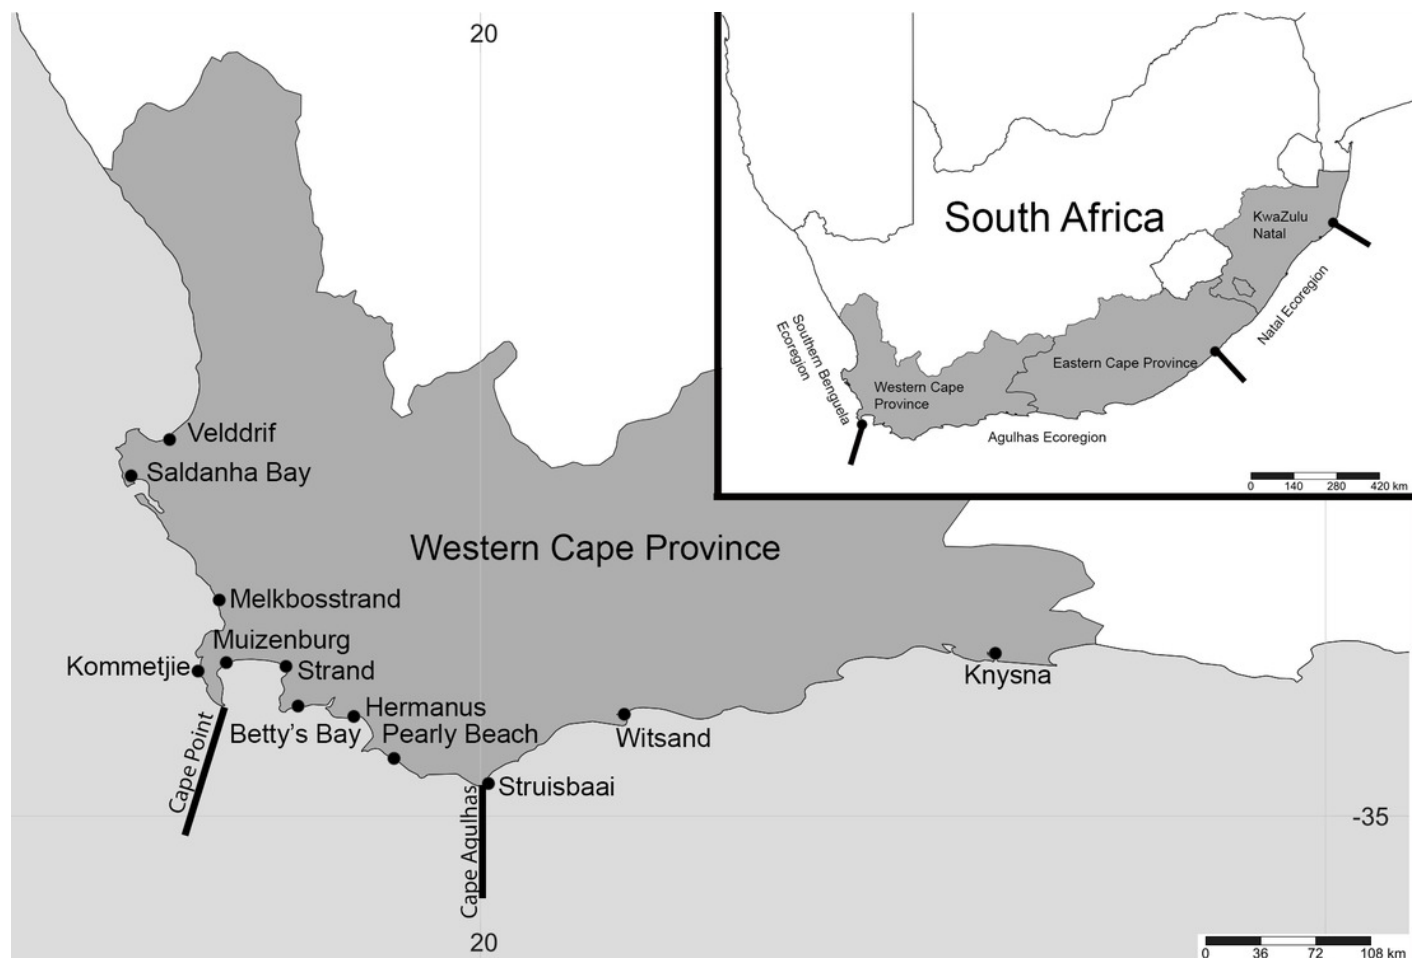 20
South Africa
KwaZulu
Natal
Natal Ecoregion
Southern Benguela
Ecoregion
Eastern Cape Province
Western Cape
Province
Agulhas Ecoregion
0 140 280 420 km
Velddrif
Saldanha Bay
Western Cape Province
Melkbosstrand
Muizenburg
Kommetjie
Strand
Knysna
Hermanus
Betty's Bay
Pearly Beach
Witsand
Cape Point
Struisbaai
Cape Aqulhas
-35
20
0 36 72 108 km